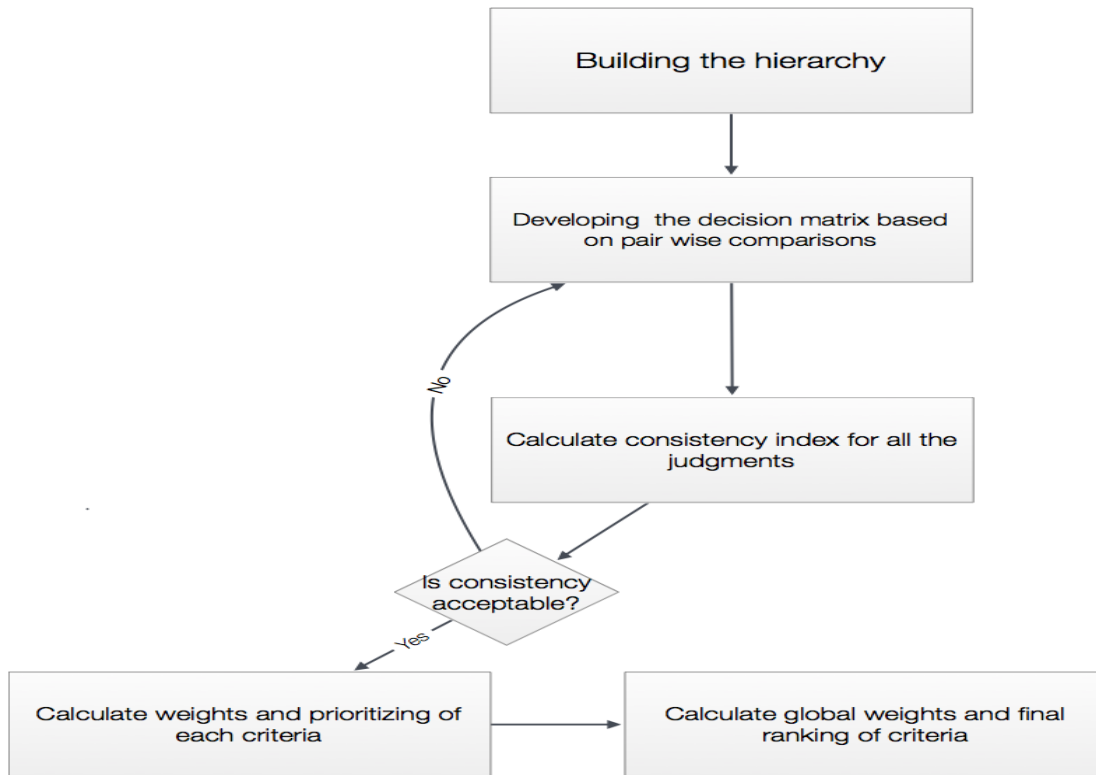 Building the hierarchy
Developing the decision matrix based
on pair wise comparisons
No
Calculate consistency index for all the
judgments
Is consistency
acceptable?
Yes
Calculate weights and prioritizing of
each criteria
Calculate global weights and final
ranking of criteria